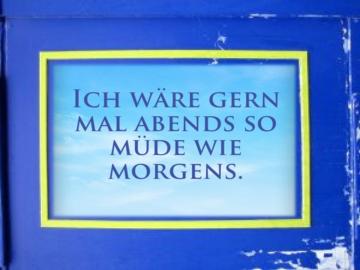 ICH WÄRE GERN
MAL ABENDS SO
MÜDE WIE
MORGENS.